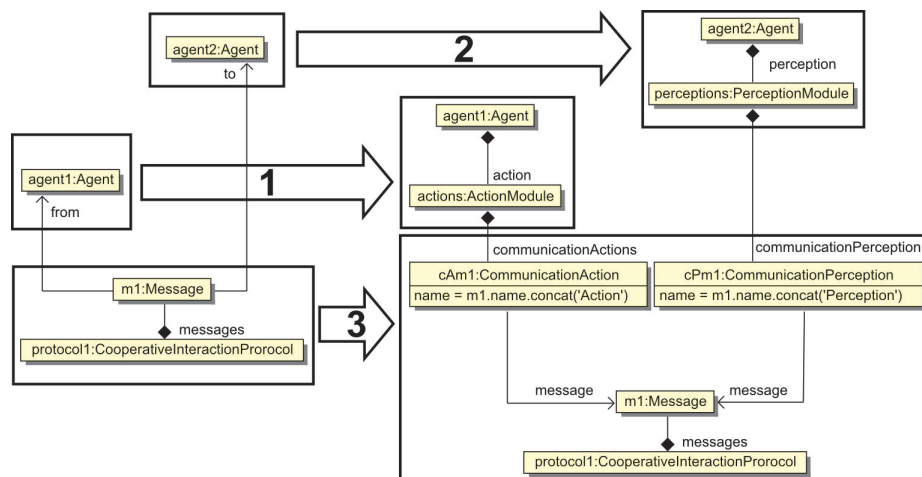 agent2:Agent
to
2
agent2:Agent
perception
perceptions:PerceptionModule
agent1:Agent
from
1
agent1:Agent
action
actions:ActionModule
communicationActions
communicationPerception
m1:Message
messages
protocol1:CooperativeInteractionProrocol
3
cAm1:CommunicationAction
name = m1.name.concat('Action')
cPm1:CommunicationPerception
name = m1.name.concat('Perception')
message
message
m1:Message
messages
protocol1:CooperativeInteractionProrocol